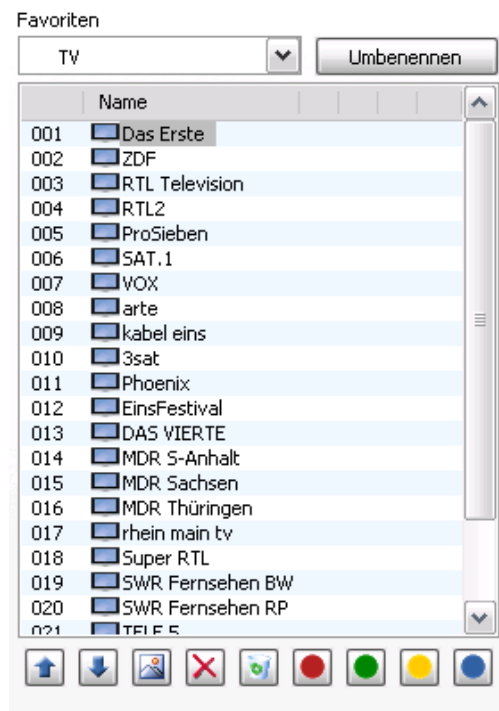 Favoriten
TV Umbenennen
Name
001 Das Erste
002 ZDF
003 RTL Television
004 RTL2
005 ProSieben
006 SAT.1
007 VOX
008 arte
009 kabel eins
010 3sat
011 Phoenix
012 EinsFestival
013 DAS VIERTE
014 MDR S-Anhalt
015 MDR Sachsen
016 MDR Thüringen
017 rhein main tv
018 Super RTL
019 SWR Fernsehen BW
020 SWR Fernsehen RP
021 TELE 5